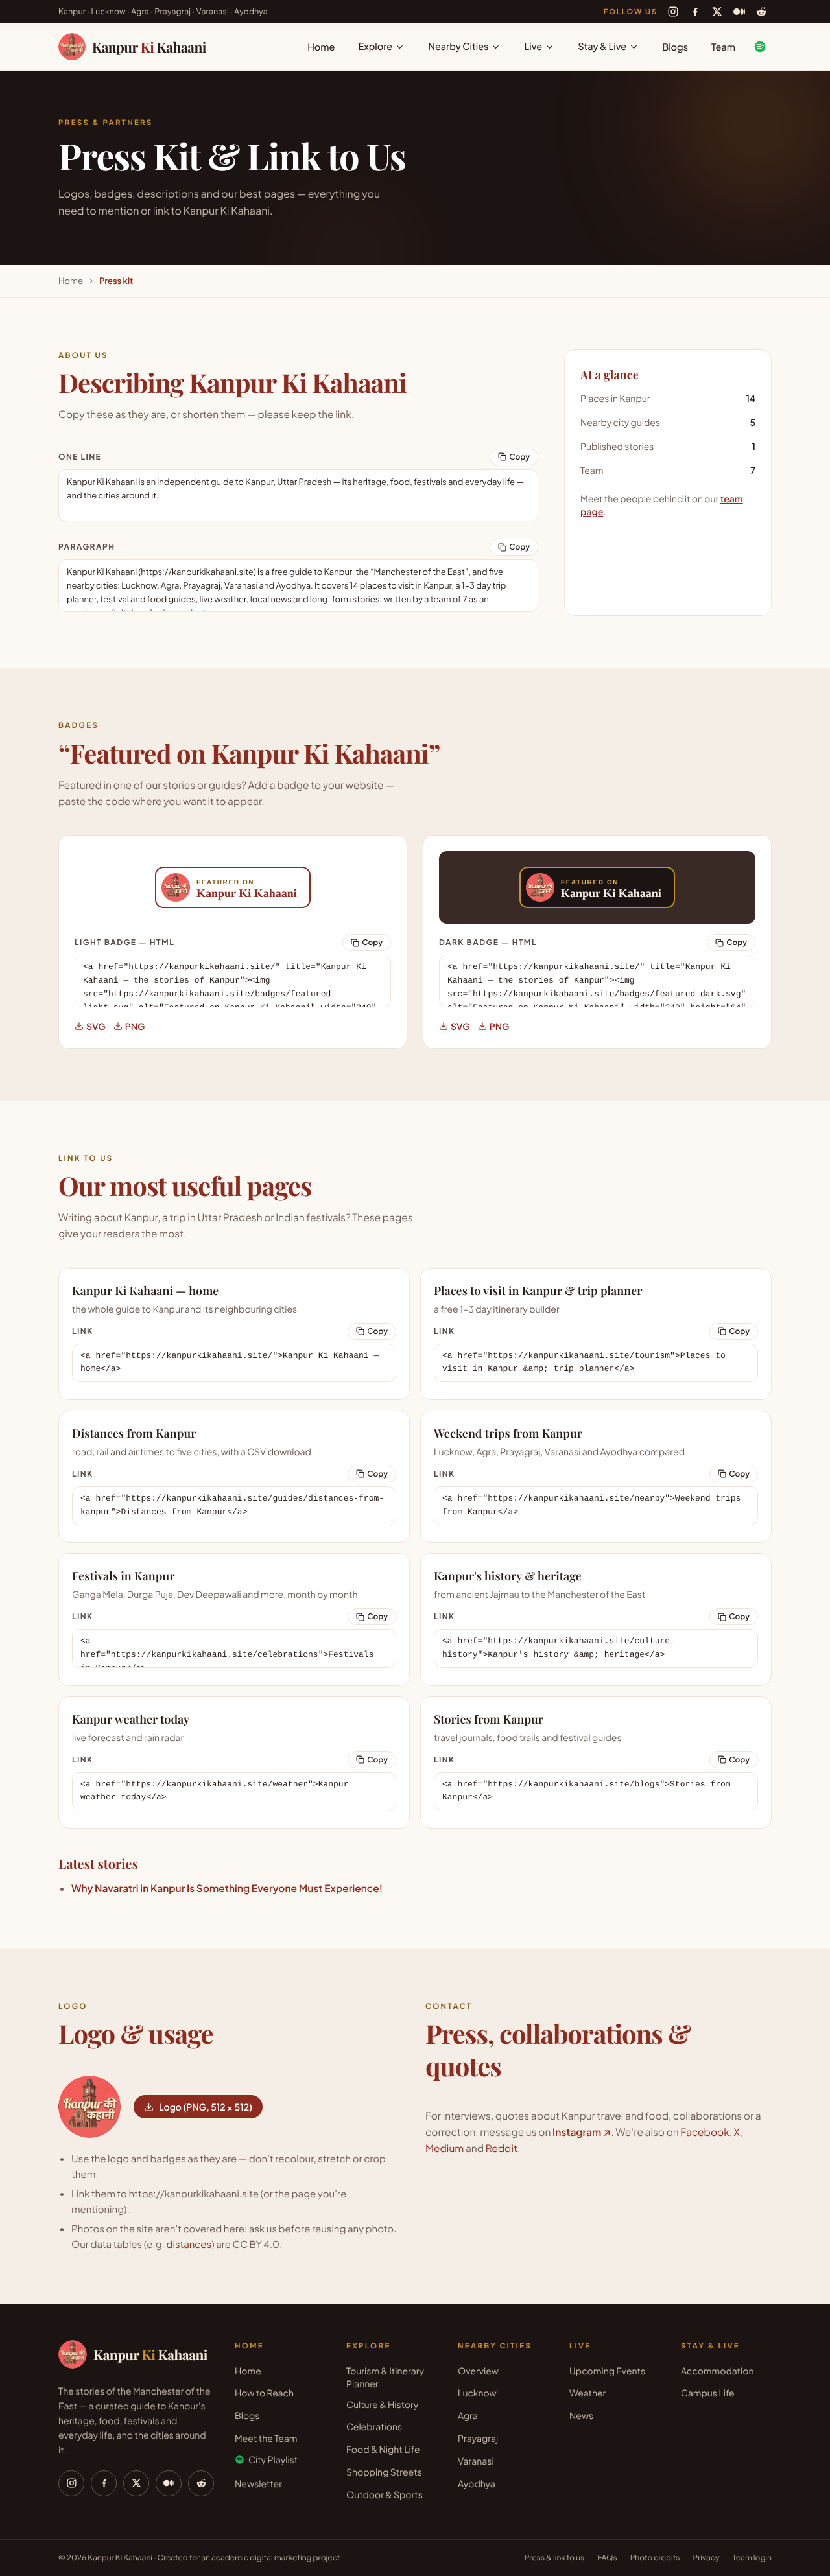 Kanpur · Lucknow · Agra · Prayagraj · Varanasi · Ayodhya
FOLLOW US
Kanpur Ki Kahaani
Home
Explore
Nearby Cities
Live
Stay & Live
Blogs
Team
PRESS & PARTNERS
Press Kit & Link to Us
Logos, badges, descriptions and our best pages — everything you
need to mention or link to Kanpur Ki Kahaani.
Home
Press kit
ABOUT US
Describing Kanpur Ki Kahaani
Copy these as they are, or shorten them — please keep the link.
ONE LINE
Copy
Kanpur Ki Kahaani is an independent guide to Kanpur, Uttar Pradesh — its heritage, food, festivals and everyday life —
and the cities around it.
PARAGRAPH
Copy
Kanpur Ki Kahaani (https://kanpurkikahaani.site) is a free guide to Kanpur, the “Manchester of the East”, and five
nearby cities: Lucknow, Agra, Prayagraj, Varanasi and Ayodhya. It covers 14 places to visit in Kanpur, a 1–3 day trip
planner, festival and food guides, live weather, local news and long-form stories, written by a team of 7 as an
At a glance
Places in Kanpur 14
Nearby city guides 5
Published stories 1
Team 7
Meet the people behind it on our team
page.
BADGES
“Featured on Kanpur Ki Kahaani”
Featured in one of our stories or guides? Add a badge to your website —
paste the code where you want it to appear.
FEATURED ON
Kanpur Ki Kahaani
LIGHT BADGE — HTML
Copy
<a href="https://kanpurkikahaani.site/" title="Kanpur Ki
Kahaani — the stories of Kanpur"><img
src="https://kanpurkikahaani.site/badges/featured-
light.svg" alt="Featured on Kanpur Ki Kahaani" width="240"
SVG
PNG
FEATURED ON
Kanpur Ki Kahaani
DARK BADGE — HTML
Copy
<a href="https://kanpurkikahaani.site/" title="Kanpur Ki
Kahaani — the stories of Kanpur"><img
src="https://kanpurkikahaani.site/badges/featured-dark.svg"
alt="Featured on Kanpur Ki Kahaani" width="240" height="64"
SVG
PNG
LINK TO US
Our most useful pages
Writing about Kanpur, a trip in Uttar Pradesh or Indian festivals? These pages
give your readers the most.
Kanpur Ki Kahaani — home
the whole guide to Kanpur and its neighbouring cities
LINK
Copy
<a href="https://kanpurkikahaani.site/">Kanpur Ki Kahaani —
home</a>
Places to visit in Kanpur & trip planner
a free 1–3 day itinerary builder
LINK
Copy
<a href="https://kanpurkikahaani.site/tourism">Places to
visit in Kanpur &amp; trip planner</a>
Distances from Kanpur
road, rail and air times to five cities, with a CSV download
LINK
Copy
<a href="https://kanpurkikahaani.site/guides/distances-from-
kanpur">Distances from Kanpur</a>
Weekend trips from Kanpur
Lucknow, Agra, Prayagraj, Varanasi and Ayodhya compared
LINK
Copy
<a href="https://kanpurkikahaani.site/nearby">Weekend trips
from Kanpur</a>
Festivals in Kanpur
Ganga Mela, Durga Puja, Dev Deepawali and more, month by month
LINK
Copy
<a
href="https://kanpurkikahaani.site/celebrations">Festivals
in Kanpur</a>
Kanpur's history & heritage
from ancient Jajmau to the Manchester of the East
LINK
Copy
<a href="https://kanpurkikahaani.site/culture-
history">Kanpur's history &amp; heritage</a>
Kanpur weather today
live forecast and rain radar
LINK
Copy
<a href="https://kanpurkikahaani.site/weather">Kanpur
weather today</a>
Stories from Kanpur
travel journals, food trails and festival guides
LINK
Copy
<a href="https://kanpurkikahaani.site/blogs">Stories from
Kanpur</a>
Latest stories
Why Navaratri in Kanpur Is Something Everyone Must Experience!
LOGO
Logo & usage
Kanpur की
कहानी
Logo (PNG, 512 × 512)
Use the logo and badges as they are — don't recolour, stretch or crop
them.
Link them to https://kanpurkikahaani.site (or the page you're
mentioning).
Photos on the site aren't covered here: ask us before reusing any photo.
Our data tables (e.g. distances) are CC BY 4.0.
CONTACT
Press, collaborations &
quotes
For interviews, quotes about Kanpur travel and food, collaborations or a
correction, message us on Instagram ↗. We're also on Facebook, X,
Medium and Reddit.
Kanpur Ki Kahaani
The stories of the Manchester of the
East — a curated guide to Kanpur's
heritage, food, festivals and
everyday life, and the cities around
it.
HOME
Home
How to Reach
Blogs
Meet the Team
City Playlist
Newsletter
EXPLORE
Tourism & Itinerary
Planner
Culture & History
Celebrations
Food & Night Life
Shopping Streets
Outdoor & Sports
NEARBY CITIES
Overview
Lucknow
Agra
Prayagraj
Varanasi
Ayodhya
LIVE
Upcoming Events
Weather
News
STAY & LIVE
Accommodation
Campus Life
© 2026 Kanpur Ki Kahaani · Created for an academic digital marketing project
Press & link to us
FAQs
Photo credits
Privacy
Team login